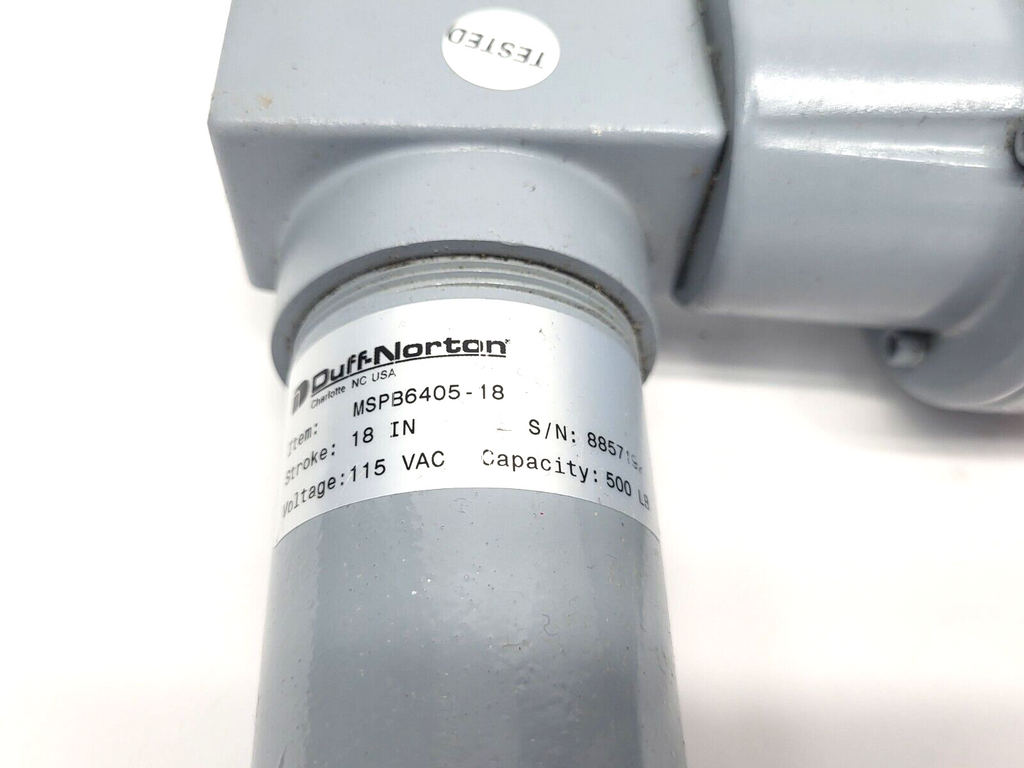 TESTED
Duff-Norton
Charlotte NC USA
Item: MSPB6405-18
Stroke: 18 IN S/N:
Voltage: 115 VAC Capacity: 500 LB